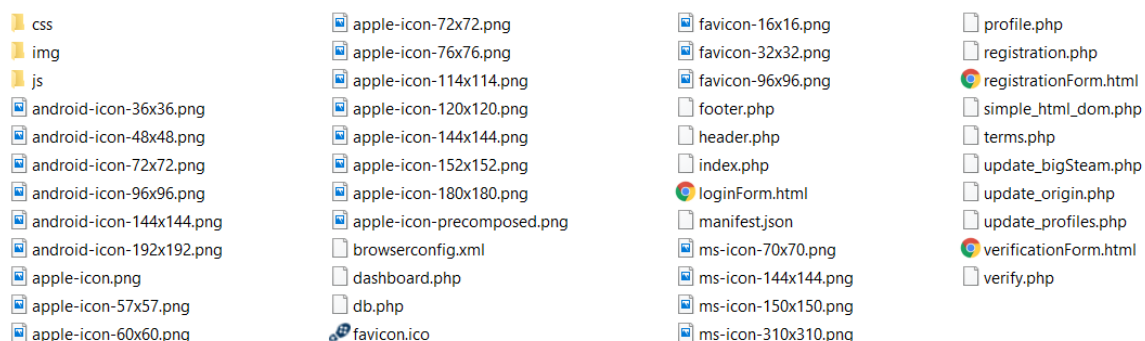 css
img
js
android-icon-36x36.png
android-icon-48x48.png
android-icon-72x72.png
android-icon-96x96.png
android-icon-144x144.png
android-icon-192x192.png
apple-icon.png
apple-icon-57x57.png
apple-icon-60x60.png
apple-icon-72x72.png
apple-icon-76x76.png
apple-icon-114x114.png
apple-icon-120x120.png
apple-icon-144x144.png
apple-icon-152x152.png
apple-icon-180x180.png
apple-icon-precomposed.png
browserconfig.xml
dashboard.php
db.php
favicon.ico
favicon-16x16.png
favicon-32x32.png
favicon-96x96.png
footer.php
header.php
index.php
loginForm.html
manifest.json
ms-icon-70x70.png
ms-icon-144x144.png
ms-icon-150x150.png
ms-icon-310x310.png
profile.php
registration.php
registrationForm.html
simple_html_dom.php
terms.php
update_bigSteam.php
update_origin.php
update_profiles.php
verificationForm.html
verify.php